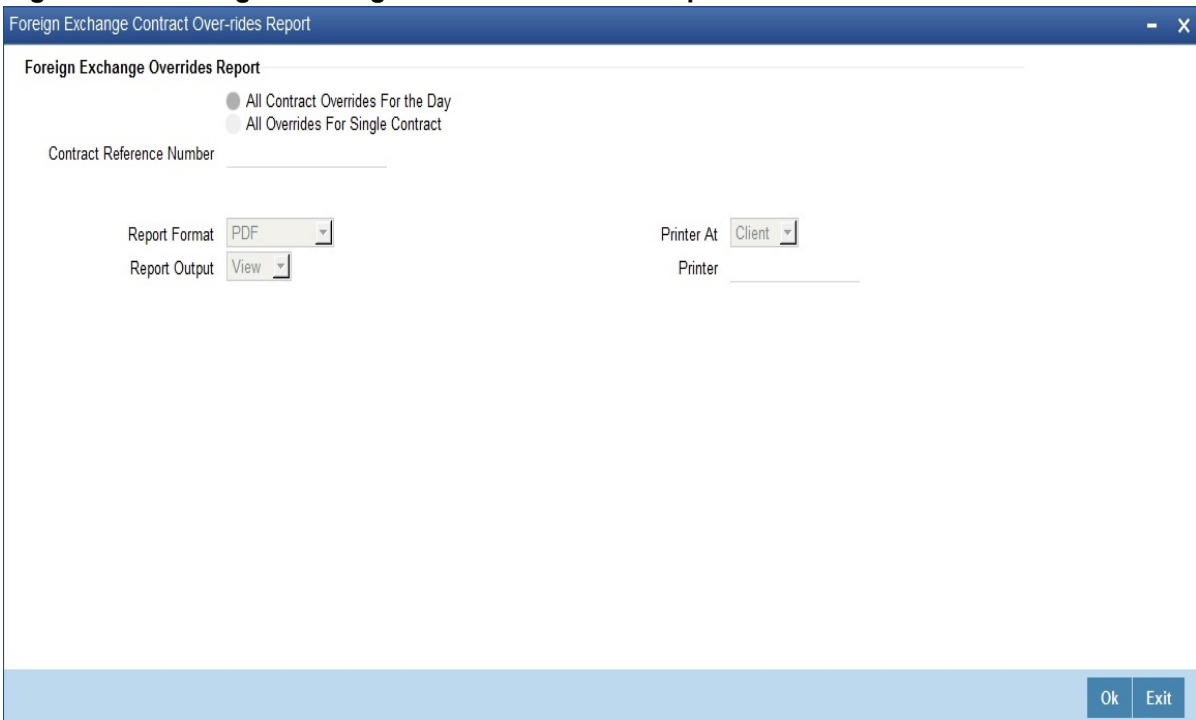 Foreign Exchange Contract Over-rides Report
Foreign Exchange Overrides Report
All Contract Overrides For the Day
All Overrides For Single Contract
Contract Reference Number
Report Format PDF Printer At Client
Report Output View Printer
Ok Exit